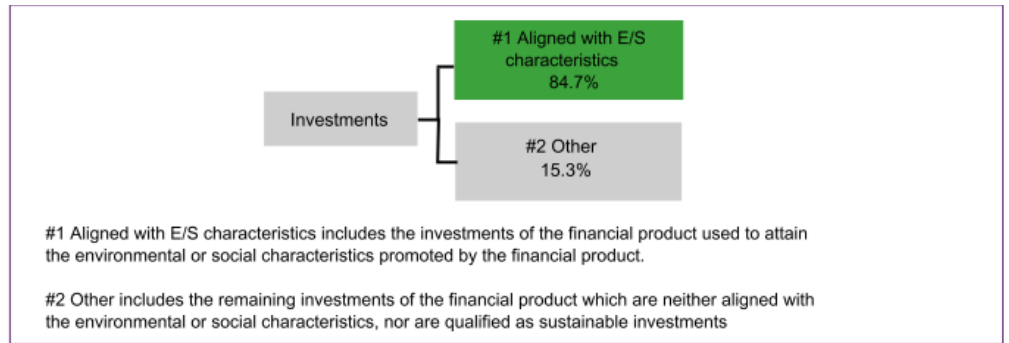 #1 Aligned with E/S
characteristics
84.7%
Investments
#2 Other
15.3%
#1 Aligned with E/S characteristics includes the investments of the financial product used to attain
the environmental or social characteristics promoted by the financial product.
#2 Other includes the remaining investments of the financial product which are neither aligned with
the environmental or social characteristics, nor are qualified as sustainable investments